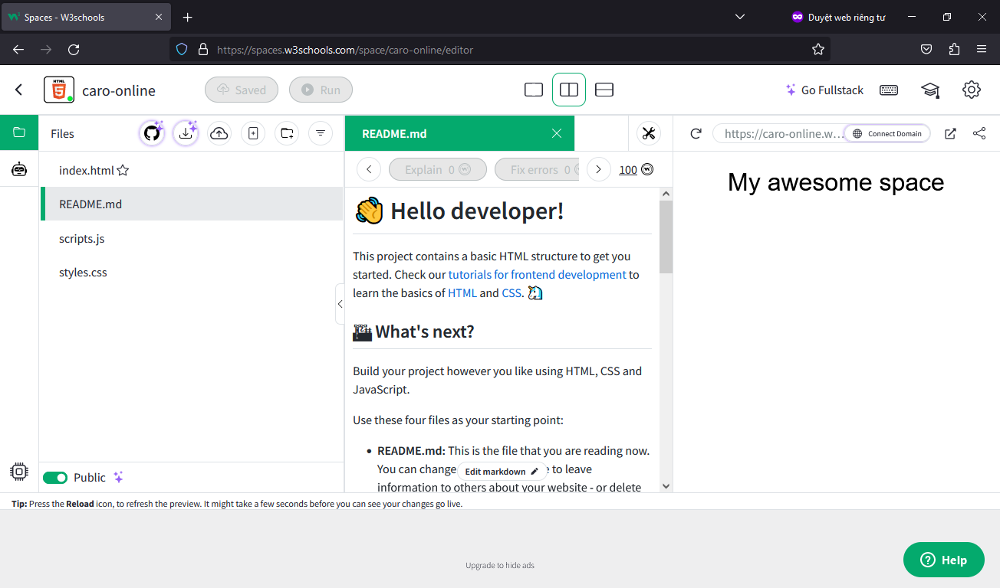 Spaces - W3schools
Duyệt web riêng tư
https://spaces.w3schools.com/space/caro-online/editor
HTML
5
caro-online
Saved
Run
Go Fullstack
Files
README.md
https://caro-online.w...
Connect Domain
index.html
README.md
scripts.js
styles.css
Explain 0
Fix errors 0
100
👋 Hello developer!
This project contains a basic HTML structure to get you
started. Check our tutorials for frontend development to
learn the basics of HTML and CSS.
What's next?
Build your project however you like using HTML, CSS and
JavaScript.
Use these four files as your starting point:
• README.md: This is the file that you are reading now.
You can change
Edit markdown
e to leave
information to others about your website - or delete
My awesome space
Public
Tip: Press the Reload icon, to refresh the preview. It might take a few seconds before you can see your changes go live.
Upgrade to hide ads
Help